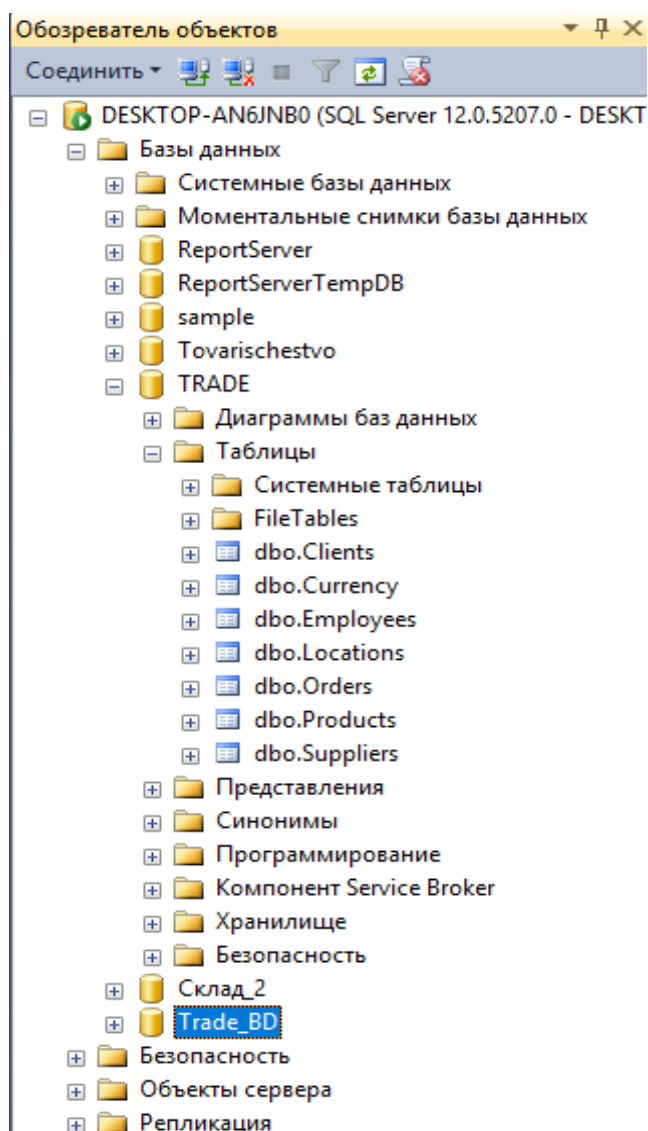 Обозреватель объектов
Соединить
DESKTOP-AN6JNB0 (SQL Server 12.0.5207.0 - DESKT
Базы данных
Системные базы данных
Моментальные снимки базы данных
ReportServer
ReportServerTempDB
sample
Tovarischestvo
TRADE
Диаграммы баз данных
Таблицы
Системные таблицы
FileTables
dbo.Clients
dbo.Currency
dbo.Employees
dbo.Locations
dbo.Orders
dbo.Products
dbo.Suppliers
Представления
Синонимы
Программирование
Компонент Service Broker
Хранилище
Безопасность
Склад_2
Trade_BD
Безопасность
Объекты сервера
Репликация